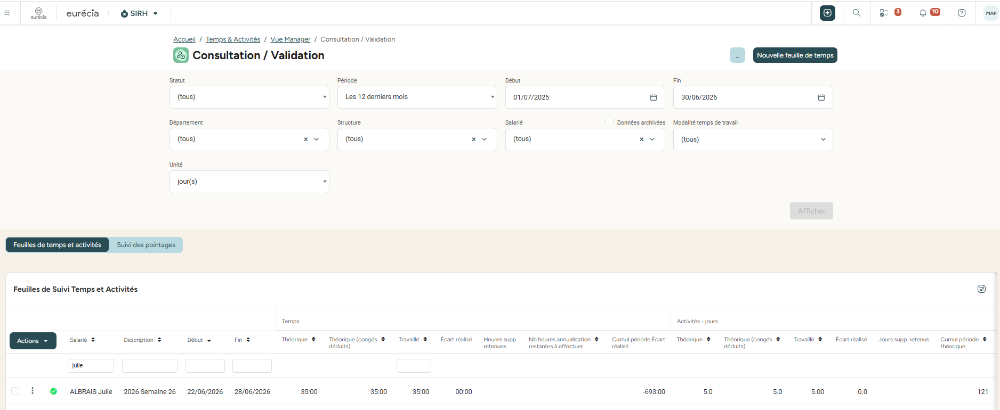 eurécia
eurécia
SIRH
3
10
MAP
Accueil / Temps & Activités / Vue Manager / Consultation / Validation
Consultation / Validation
...
Nouvelle feuille de temps
Statut
Période
Début
Fin
(tous)
Les 12 derniers mois
01/07/2025
30/06/2026
Département
Structure
Salarié
Données archivées
Modalité temps de travail
(tous)
(tous)
(tous)
(tous)
Unité
jour(s)
Afficher
Feuilles de temps et activités
Suivi des pointages
Feuilles de Suivi Temps et Activités
Temps
Activités - jours
Actions
Salarié
Description
Début
Fin
Théorique
Théorique (congés
déduits)
Travaillé
Écart réalisé
Heures supp.
retenues
Nb heures annualisation
restantes à effectuer
Cumul période Écart
réalisé
Théorique
Théorique (congés
déduits)
Travaillé
Écart réalisé
Jours supp. retenus
Cumul période
théorique
julie
ALBRAIS Julie 2026 Semaine 26 22/06/2026 28/06/2026 35:00 35:00 35:00 00:00 -693:00 5.0 5.0 5.00 0.0 121